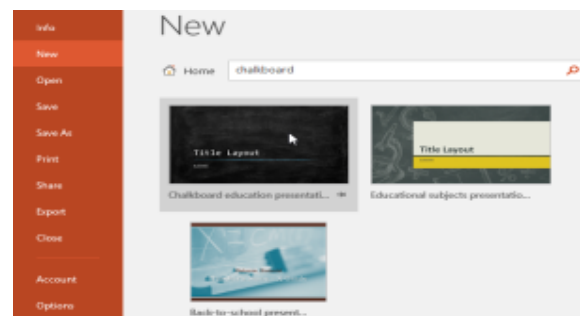 Info
New
Open
Save
Save As
Print
Share
Export
Close
Account
Options
New
Home
chalkboard
Title Layout
Chalkboard education presentati...
Title Layout
Educational subjects presentatio...
Back-to-school present...